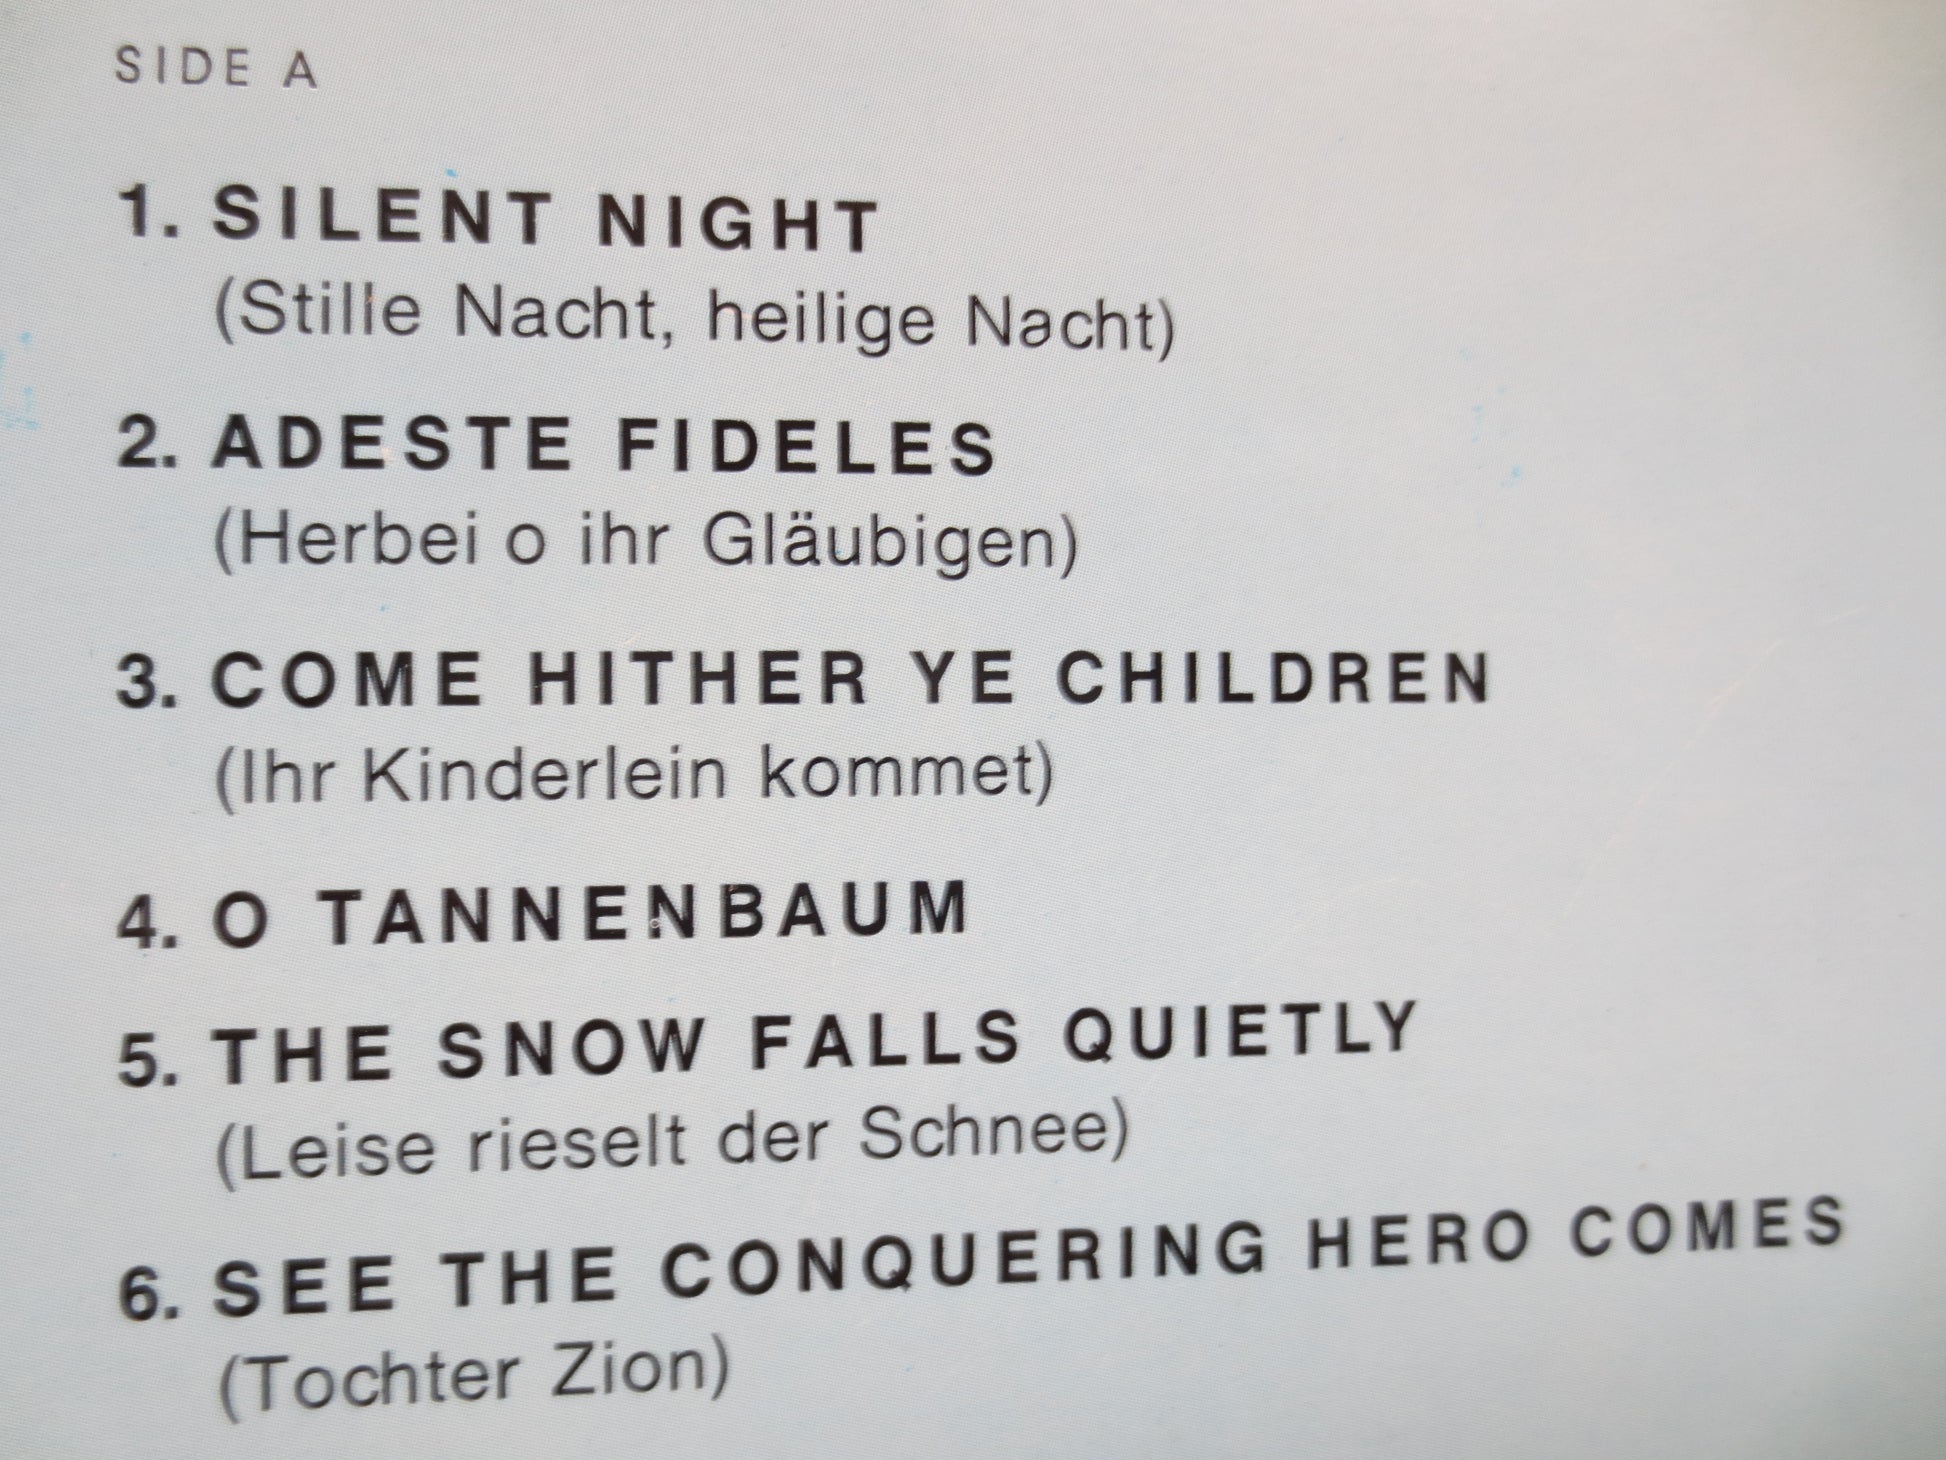 SIDE A
1. SILENT NIGHT
(Stille Nacht, heilige Nacht)
2. ADESTE FIDELES
(Herbei o ihr Gläubigen)
3. COME HITHER YE CHILDREN
(Ihr Kinderlein kommet)
4. O TANNENBAUM
5. THE SNOW FALLS QUIETLY
(Leise rieselt der Schnee)
6. SEE THE CONQUERING HERO COMES
(Tochter Zion)